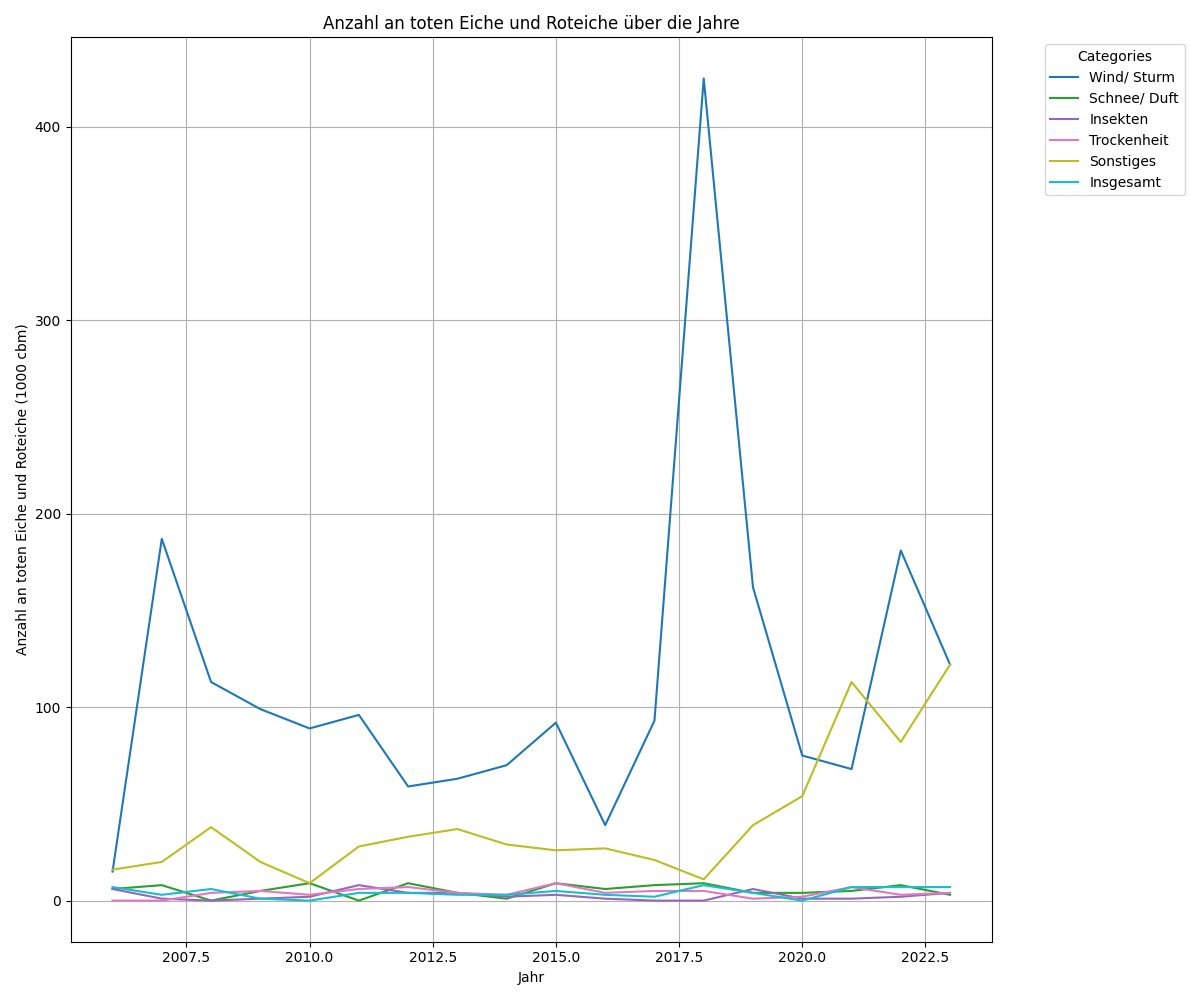 Anzahl an toten Eiche und Roteiche über die Jahre
Categories
Wind/ Sturm
Schnee/ Duft
Insekten
Trockenheit
Sonstiges
Insgesamt
Anzahl an toten Eiche und Roteiche (1000 cbm)
400
300
200
100
0
2007.5 2010.0 2012.5 2015.0 2017.5 2020.0 2022.5
Jahr